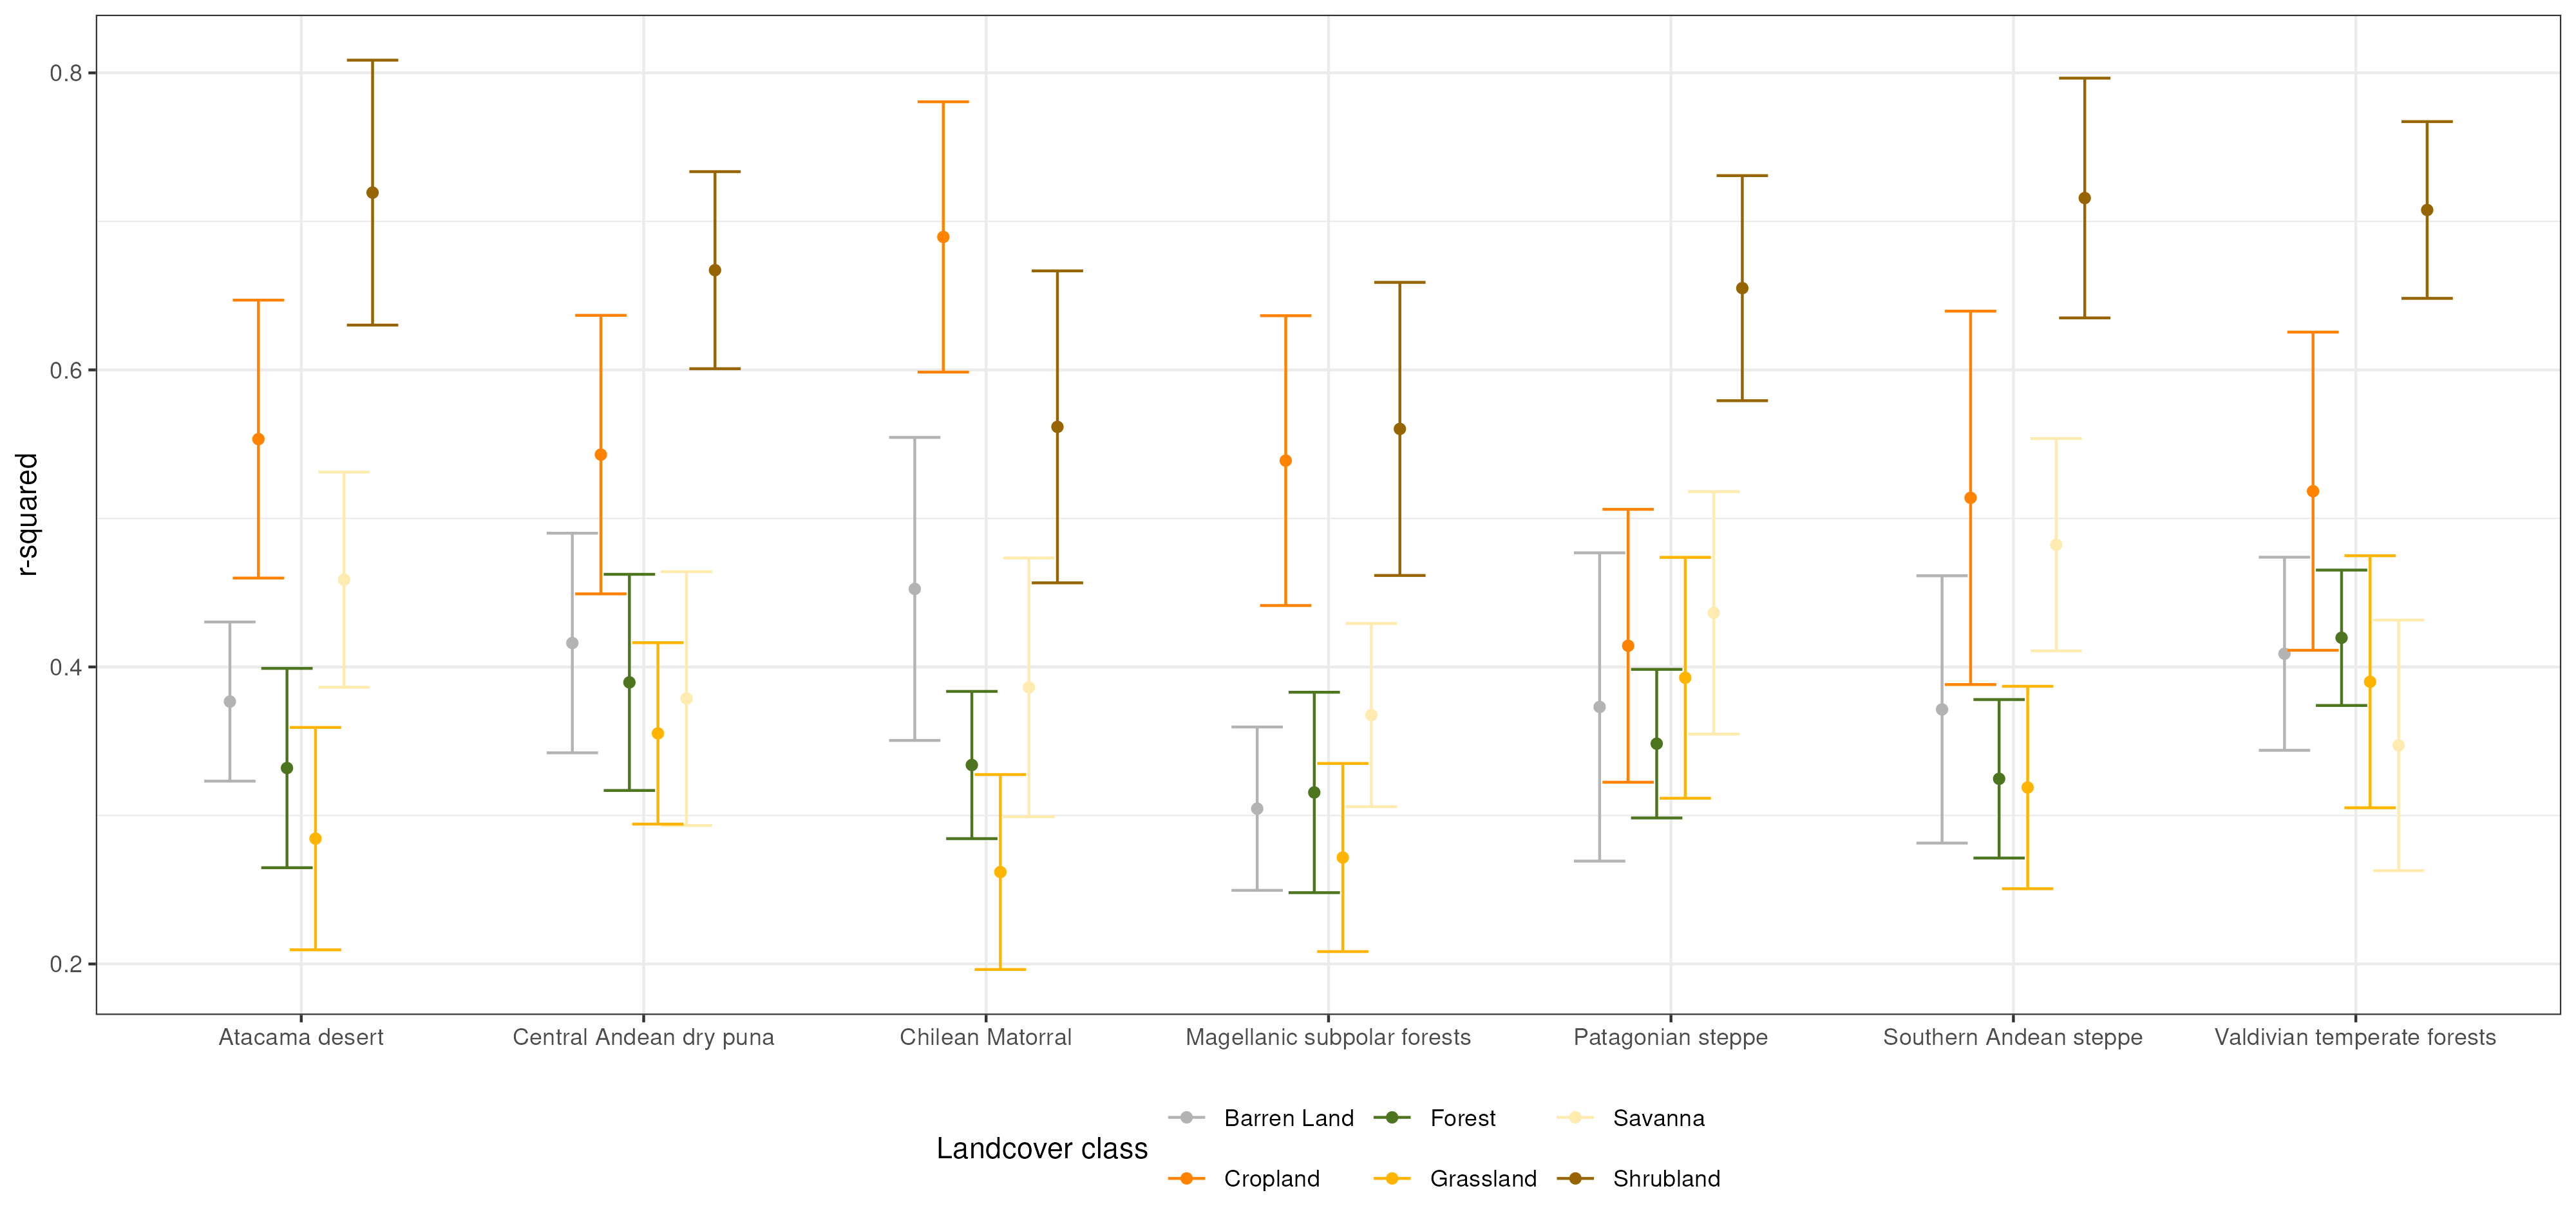 0.8
0.6
0.4
0.2
r-squared
Atacama desert
Central Andean dry puna
Chilean Matorral
Magellanic subpolar forests
Patagonian steppe
Southern Andean steppe
Valdivian temperate forests
Landcover class
Barren Land
Cropland
Forest
Grassland
Savanna
Shrubland